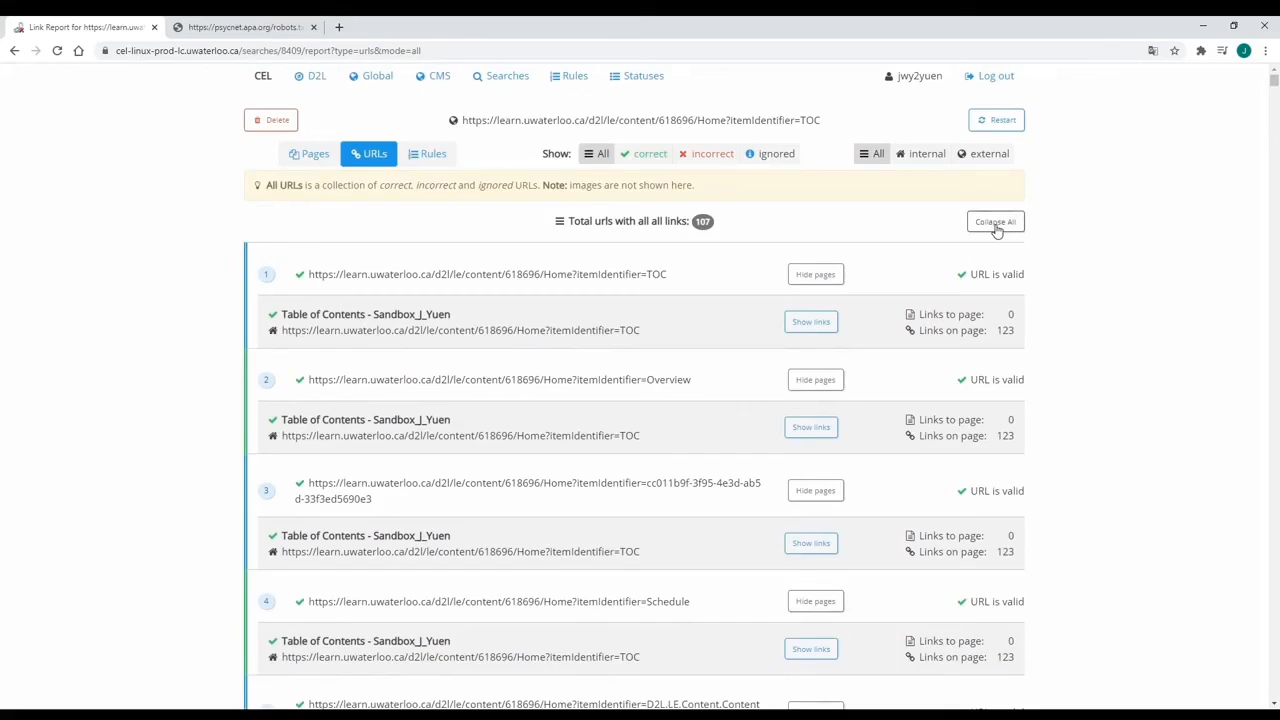 Link Report for https://learn.uwa
https://psycnet.apa.org/robots.t
cel-linux-prod-lc.uwaterloo.ca/searches/8409/report?type=urls&mode=all
J
CEL D2L Global CMS Searches Rules Statuses jwy2yuen Log out
Delete https://learn.uwaterloo.ca/d2l/le/content/618696/Home?itemIdentifier=TOC Restart
Pages URLs Rules Show: All correct incorrect ignored All internal external
All URLs is a collection of correct, incorrect and ignored URLs. Note: images are not shown here.
Total urls with all all links: 107 Collapse All
1 https://learn.uwaterloo.ca/d2l/le/content/618696/Home?itemIdentifier=TOC Hide pages URL is valid
Table of Contents - Sandbox_J_Yuen Show links Links to page: 0
https://learn.uwaterloo.ca/d2l/le/content/618696/Home?itemIdentifier=TOC Links on page: 123
2 https://learn.uwaterloo.ca/d2l/le/content/618696/Home?itemIdentifier=Overview Hide pages URL is valid
Table of Contents - Sandbox_J_Yuen Show links Links to page: 0
https://learn.uwaterloo.ca/d2l/le/content/618696/Home?itemIdentifier=TOC Links on page: 123
3 https://learn.uwaterloo.ca/d2l/le/content/618696/Home?itemIdentifier=cc011b9f-3f95-4e3d-ab5
d-33f3ed5690e3 Hide pages URL is valid
Table of Contents - Sandbox_J_Yuen Show links Links to page: 0
https://learn.uwaterloo.ca/d2l/le/content/618696/Home?itemIdentifier=TOC Links on page: 123
4 https://learn.uwaterloo.ca/d2l/le/content/618696/Home?itemIdentifier=Schedule Hide pages URL is valid
Table of Contents - Sandbox_J_Yuen Show links Links to page: 0
https://learn.uwaterloo.ca/d2l/le/content/618696/Home?itemIdentifier=TOC Links on page: 123
https://learn.uwaterloo.ca/d2l/le/content/618696/Home?itemIdentifier=D2L.LE.Content.Content